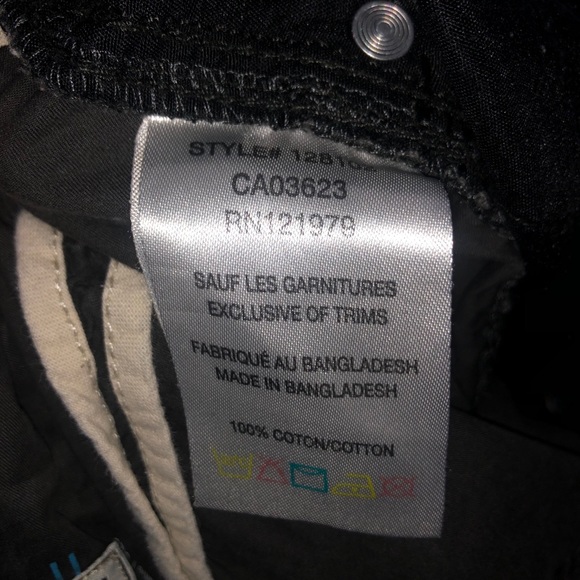 STYLE#
CA03623
RN121979
SAUF LES GARNITURES
EXCLUSIVE OF TRIMS
FABRIQUÉ AU BANGLADESH
MADE IN BANGLADESH
100% COTON/COTTON